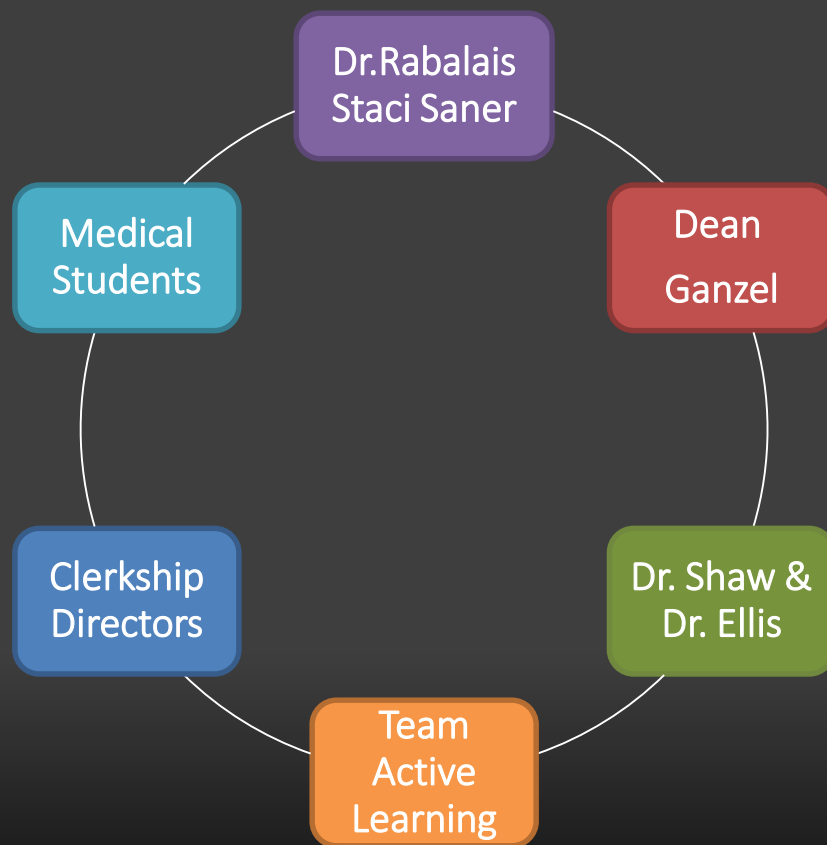 Dr.Rabalais
Staci Saner
Dean
Ganzel
Dr. Shaw &
Dr. Ellis
Team
Active
Learning
Clerkship
Directors
Medical
Students